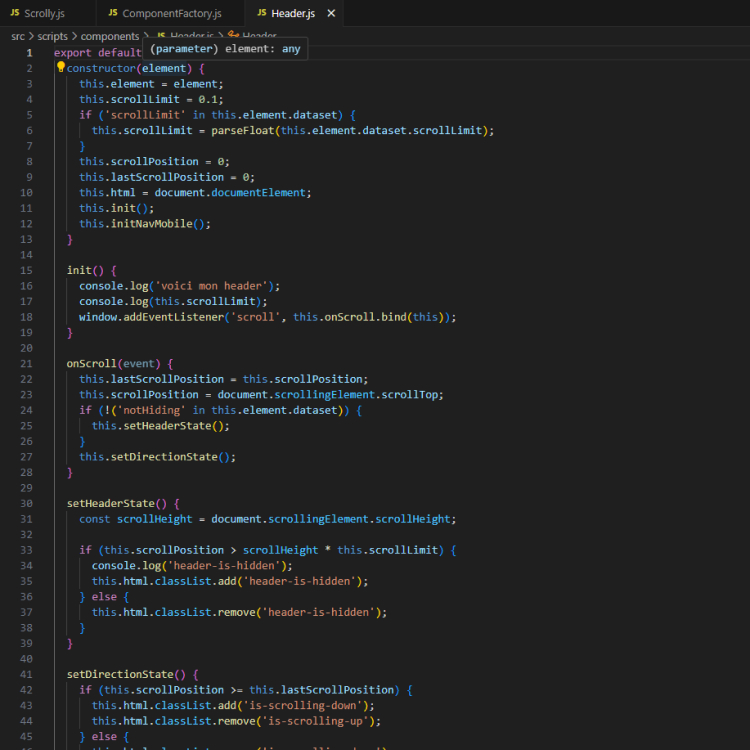 JS Scrolly.js JS ComponentFactory.js JS Header.js ×
src > scripts > components > JS Header.js > Header
(parameter) element: any
1 export default
2 constructor(element) {
3 this.element = element;
4 this.scrollLimit = 0.1;
5 if ('scrollLimit' in this.element.dataset) {
6 this.scrollLimit = parseFloat(this.element.dataset.scrollLimit);
7 }
8 this.scrollPosition = 0;
9 this.lastScrollPosition = 0;
10 this.html = document.documentElement;
11 this.init();
12 this.initNavMobile();
13 }
14
15 init() {
16 console.log('voici mon header');
17 console.log(this.scrollLimit);
18 window.addEventListener('scroll', this.onScroll.bind(this));
19 }
20
21 onScroll(event) {
22 this.lastScrollPosition = this.scrollPosition;
23 this.scrollPosition = document.scrollingElement.scrollTop;
24 if (!('notHiding' in this.element.dataset)) {
25 this.setHeaderState();
26 }
27 this.setDirectionState();
28 }
29
30 setHeaderState() {
31 const scrollHeight = document.scrollingElement.scrollHeight;
32
33 if (this.scrollPosition > scrollHeight * this.scrollLimit) {
34 console.log('header-is-hidden');
35 this.html.classList.add('header-is-hidden');
36 } else {
37 this.html.classList.remove('header-is-hidden');
38 }
39 }
40
41 setDirectionState() {
42 if (this.scrollPosition >= this.lastScrollPosition) {
43 this.html.classList.add('is-scrolling-down');
44 this.html.classList.remove('is-scrolling-up');
45 } else {